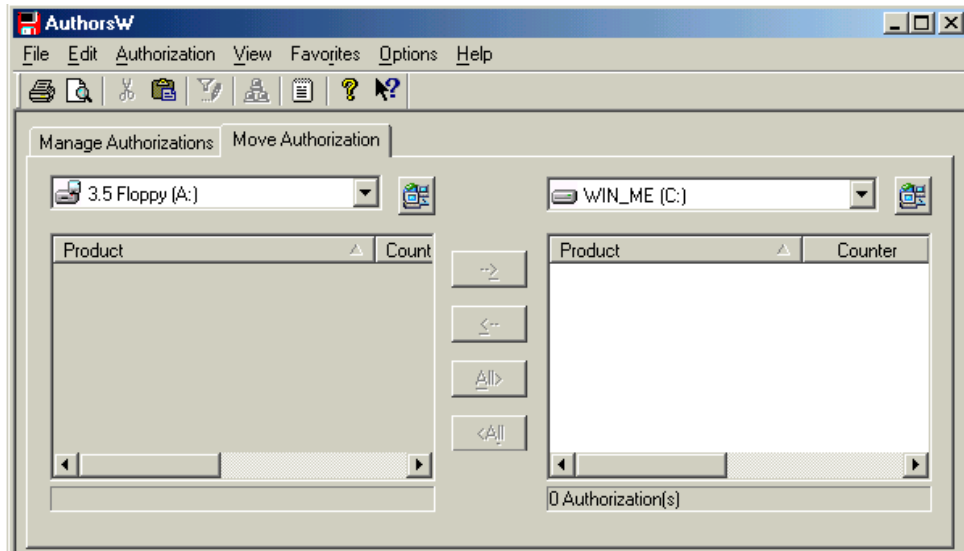 AuthorsW
File Edit Authorization View Favorites Options Help
Manage Authorizations Move Authorization
3.5 Floppy (A:) WIN_ME (C:)
Product Count Product Counter
-->
<--
All>
<All
0 Authorization(s)